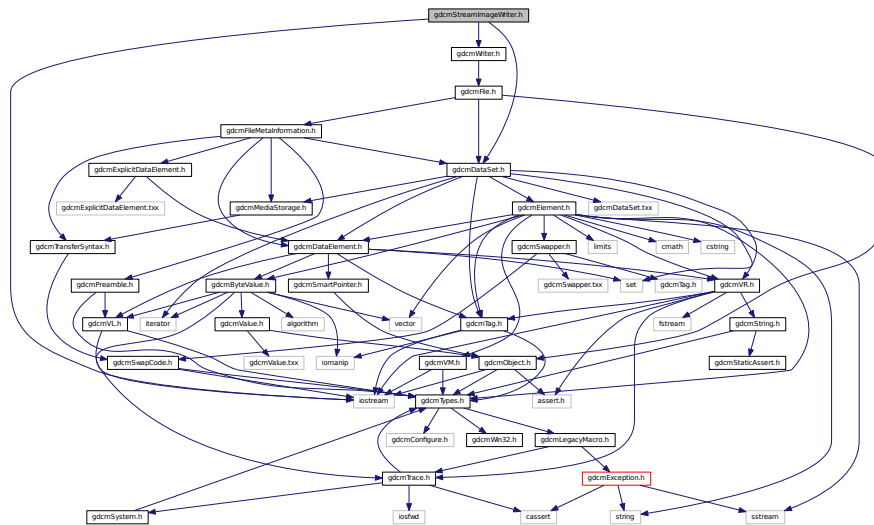 gdcmStreamImageWriter.h
gdcmWriter.h
gdcmFile.h
gdcmFileMetaInformation.h
gdcmExplicitDataElement.h
gdcmDataSet.h
gdcmExplicitDataElement.txx
gdcmMediaStorage.h
gdcmElement.h
gdcmDataSet.txx
gdcmTransferSyntax.h
gdcmDataElement.h
gdcmSwapper.h
limits
cmath
cstring
gdcmPreamble.h
gdcmByteValue.h
gdcmSmartPointer.h
gdcmSwapper.txx
set
gdcmTag.h
gdcmVR.h
gdcmVL.h
iterator
gdcmValue.h
algorithm
vector
gdcmTag.h
fstream
gdcmString.h
gdcmSwapCode.h
gdcmValue.txx
iomanip
gdcmVM.h
gdcmObject.h
gdcmStaticAssert.h
iostream
iostream
gdcmTypes.h
assert.h
gdcmConfigure.h
gdcmWin32.h
gdcmLegacyMacro.h
gdcmTrace.h
gdcmException.h
gdcmSystem.h
iosfwd
cassert
string
sstream